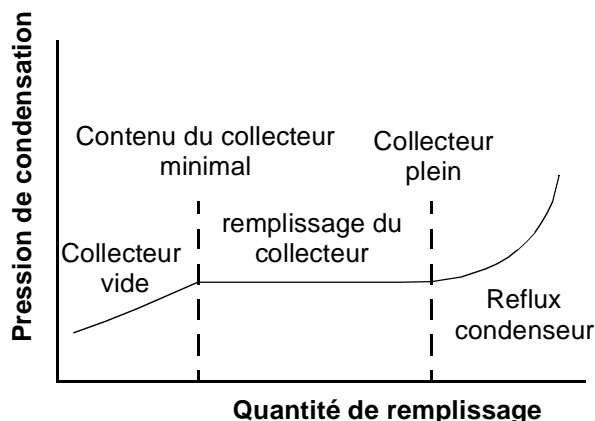 Pression de condensation
Contenu du collecteur
minimal
Collecteur
plein
remplissage du
collecteur
Collecteur
vide
Reflux
condenseur
Quantité de remplissage